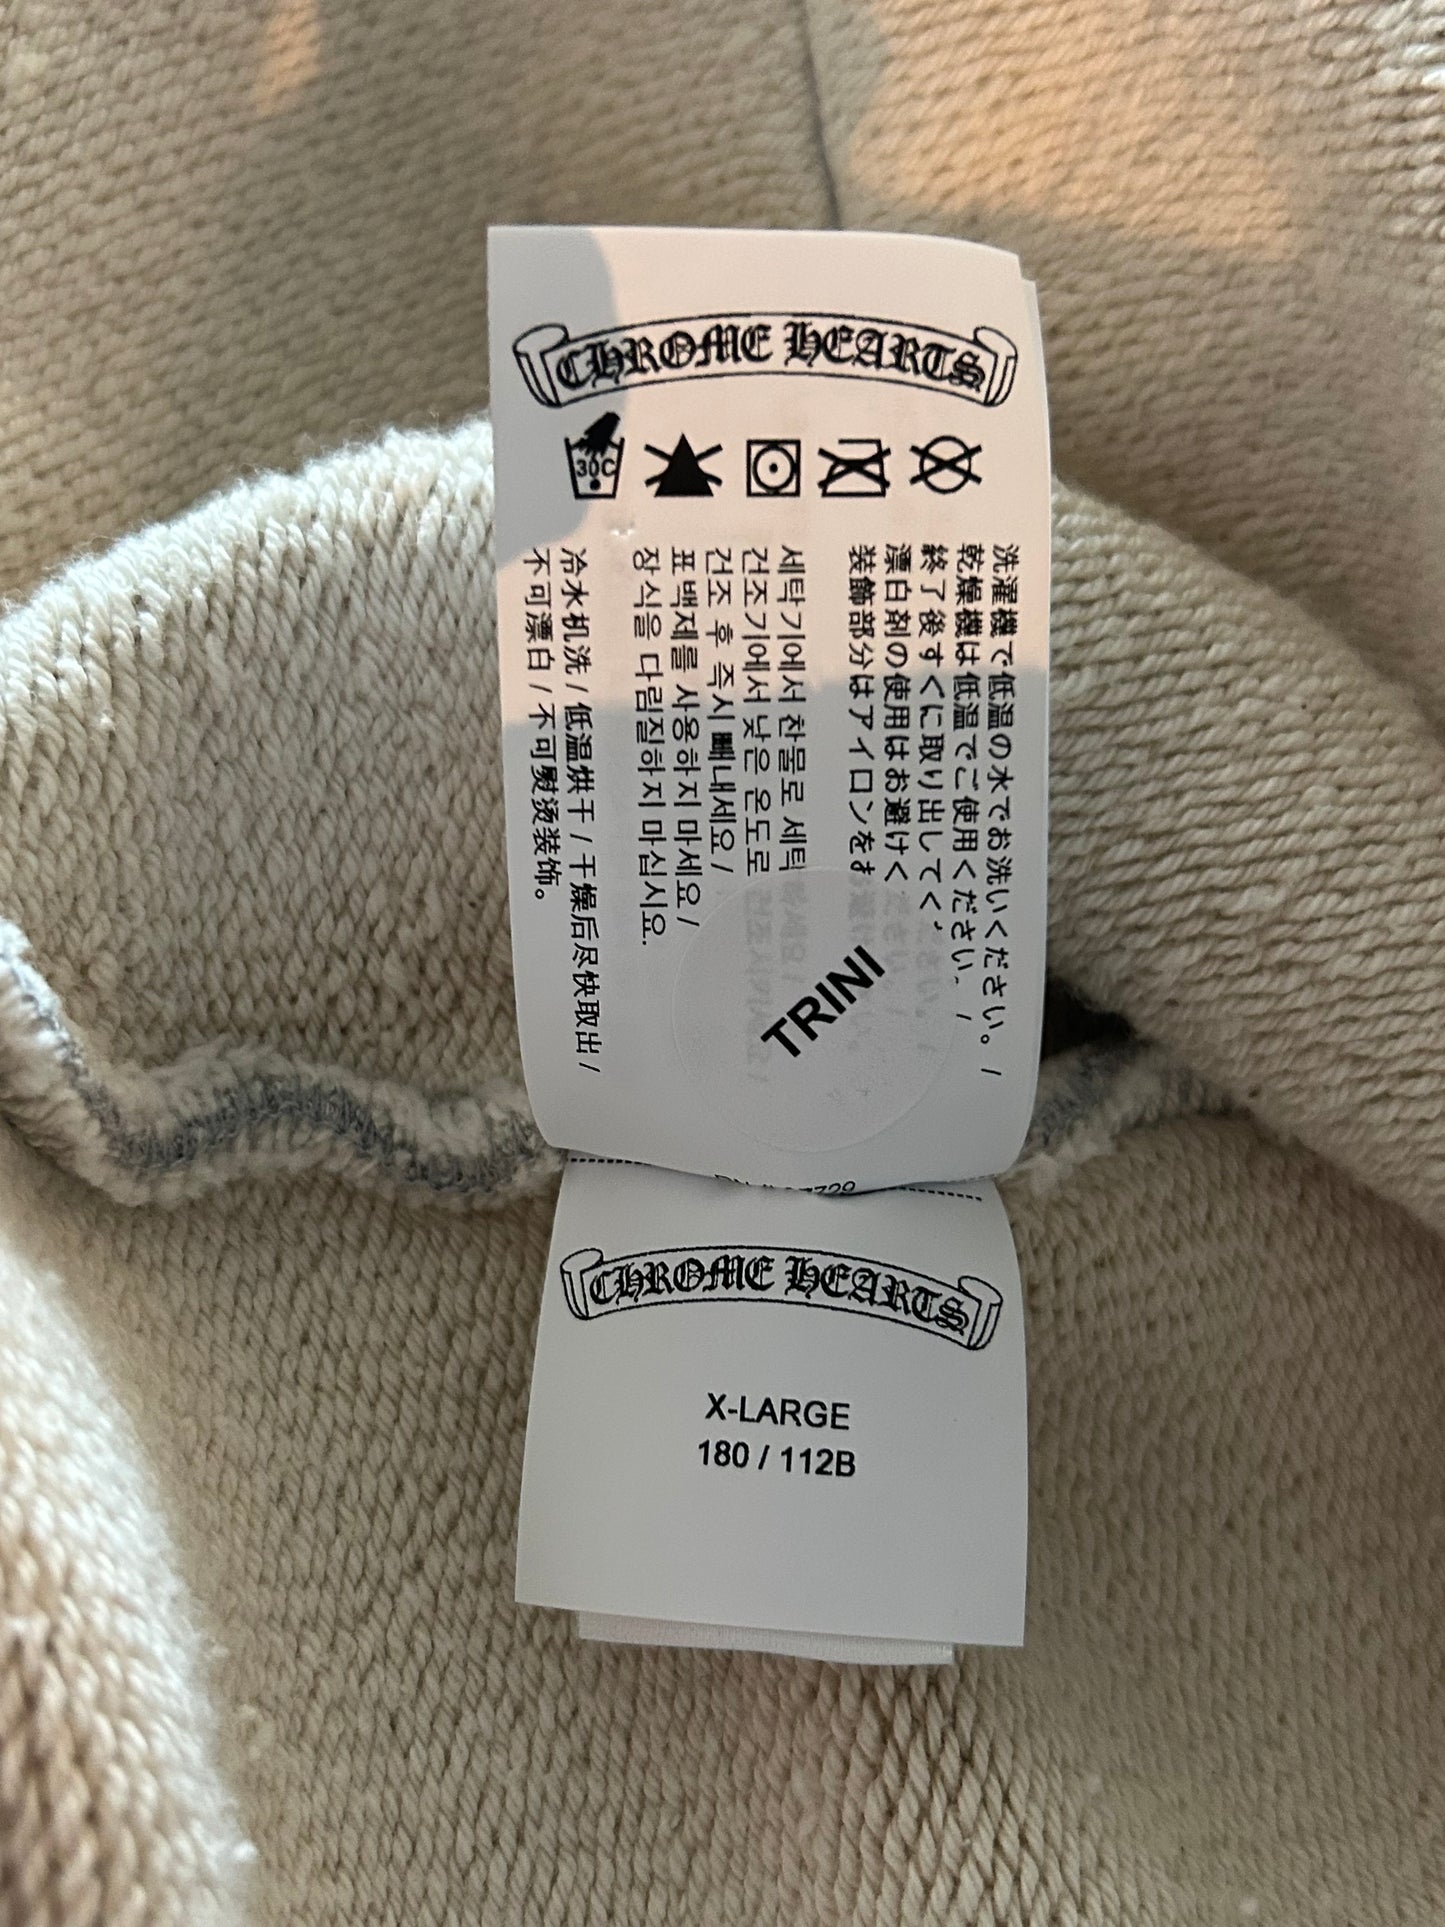 CHROME HEARTS
30C
洗濯機で低温の水でお洗いください。 /
乾燥機は低温でご使用ください. /
終了後すぐに取り出してく
漂白剤の使用はお避けく
装飾部分はアイロンをお
세탁기에서 찬물로 세탁
건조기에서 낮은 온도로
건조 후 즉시 빼내세요 /
표백제를 사용하지 마세요 /
장식을 다림질하지 마십시요.
冷水机洗 / 低温烘干 / 干燥后尽快取出 /
不可漂白 / 不可熨烫装饰。
TRINI
CHROME HEARTS
X-LARGE
180 / 112B